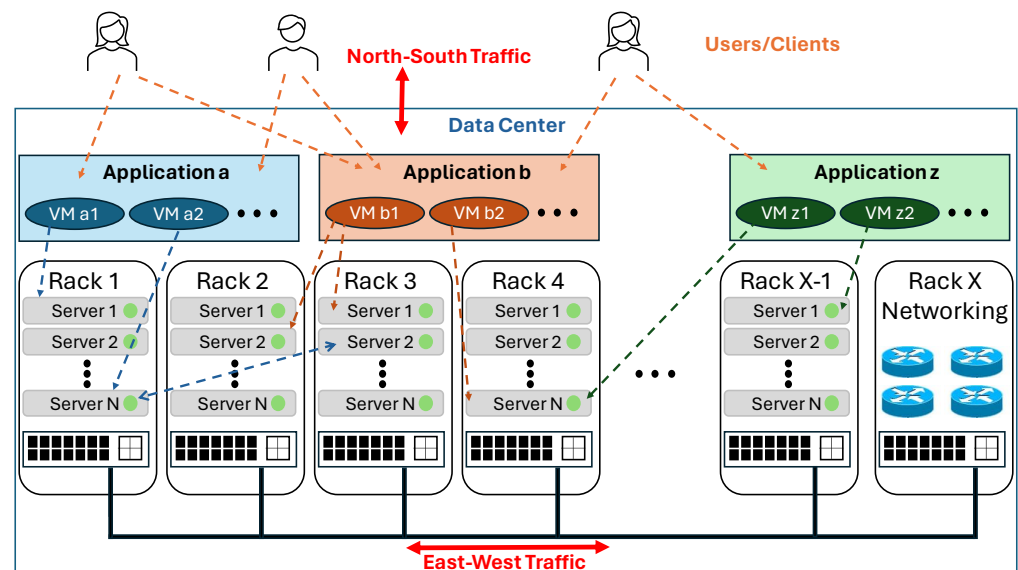 Users/Clients
North-South Traffic
Data Center
Application a
Application b
Application z
VM a1
VM a2
•••
VM b1
VM b2
•••
VM z1
VM z2
•••
Rack 1
Server 1
Server 2
Server N
Rack 2
Server 1
Server 2
Server N
Rack 3
Server 1
Server 2
Server N
Rack 4
Server 1
Server 2
Server N
•••
Rack X-1
Server 1
Server 2
Server N
Rack X
Networking
East-West Traffic